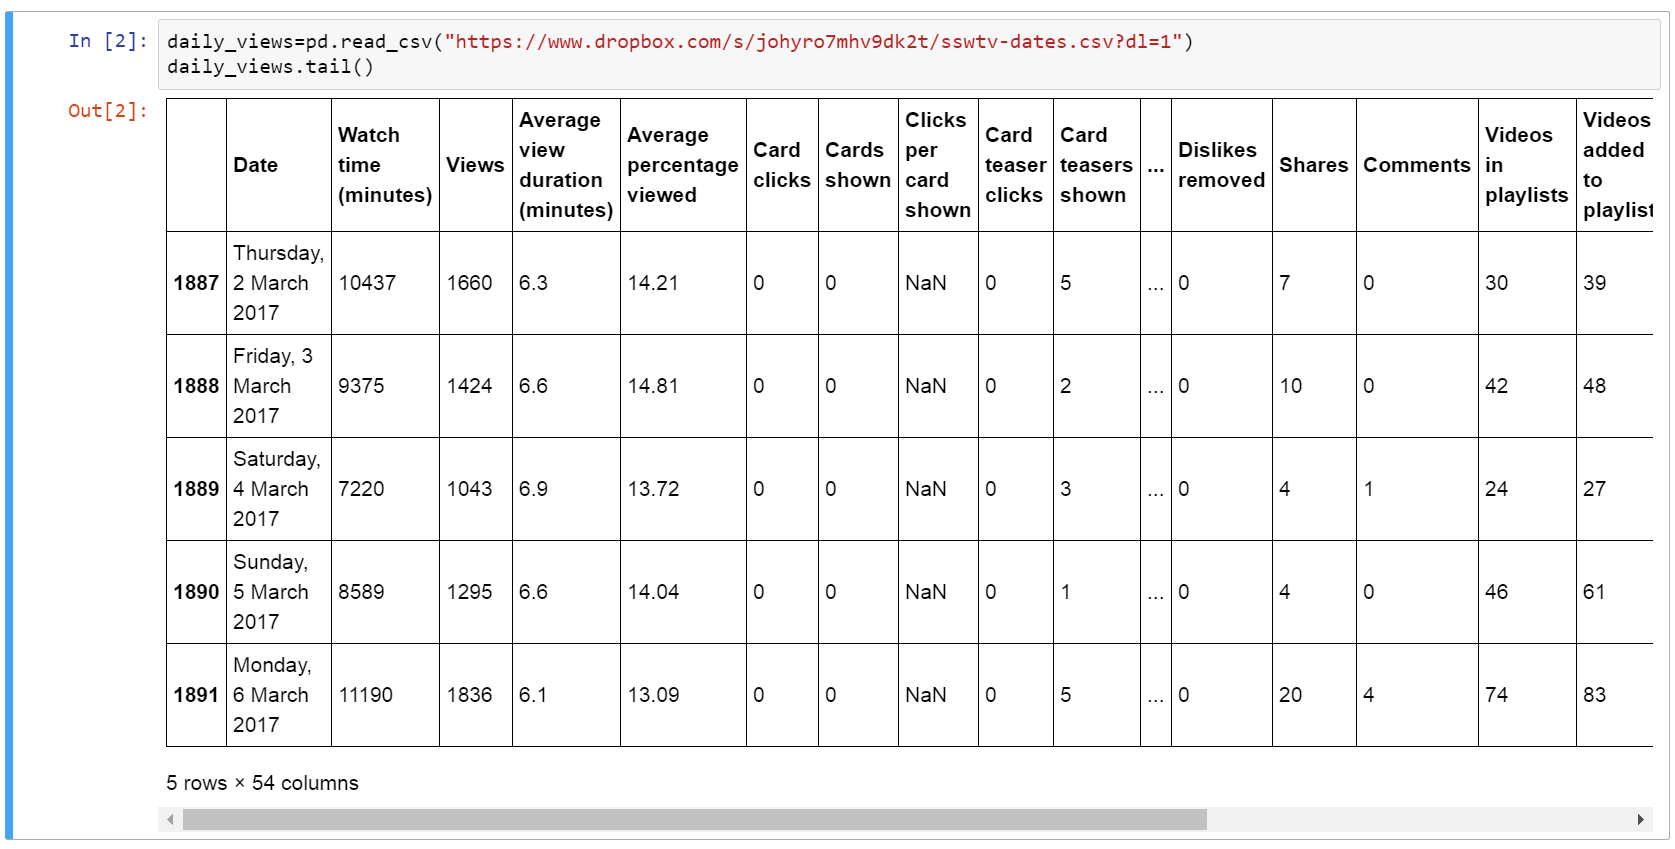 In [2]: daily_views=pd.read_csv("https://www.dropbox.com/s/johyro7mhv9dk2t/sswtv-dates.csv?dl=1")
daily_views.tail()
Out[2]:
Date Watch time (minutes) Views Average view duration (minutes) Average percentage viewed Card clicks Cards shown Clicks per card shown Card teaser clicks Card teasers shown ... Dislikes removed Shares Comments Videos in playlists Videos added to playlist
1887 Thursday, 2 March 2017 10437 1660 6.3 14.21 0 0 NaN 0 5 ... 0 7 0 30 39
1888 Friday, 3 March 2017 9375 1424 6.6 14.81 0 0 NaN 0 2 ... 0 10 0 42 48
1889 Saturday, 4 March 2017 7220 1043 6.9 13.72 0 0 NaN 0 3 ... 0 4 1 24 27
1890 Sunday, 5 March 2017 8589 1295 6.6 14.04 0 0 NaN 0 1 ... 0 4 0 46 61
1891 Monday, 6 March 2017 11190 1836 6.1 13.09 0 0 NaN 0 5 ... 0 20 4 74 83
5 rows × 54 columns